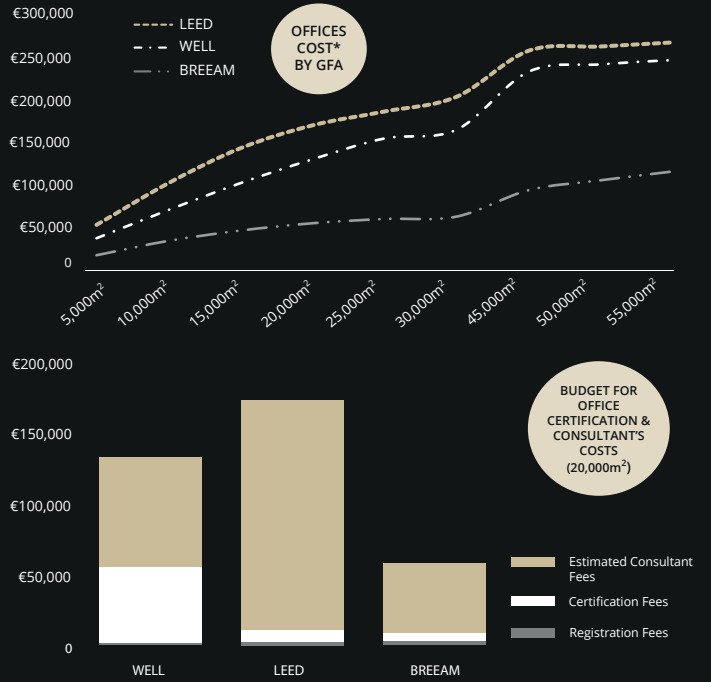 €300,000
€250,000
€200,000
€150,000
€100,000
€50,000
0
LEED
WELL
BREEAM
OFFICES
COST*
BY GFA
5,000m²
10,000m²
15,000m²
20,000m²
25,000m²
30,000m²
45,000m²
50,000m²
55,000m²
€200,000
€150,000
€100,000
€50,000
0
BUDGET FOR
OFFICE
CERTIFICATION &
CONSULTANT'S
COSTS
(20,000m²)
Estimated Consultant
Fees
Certification Fees
Registration Fees
WELL
LEED
BREEAM